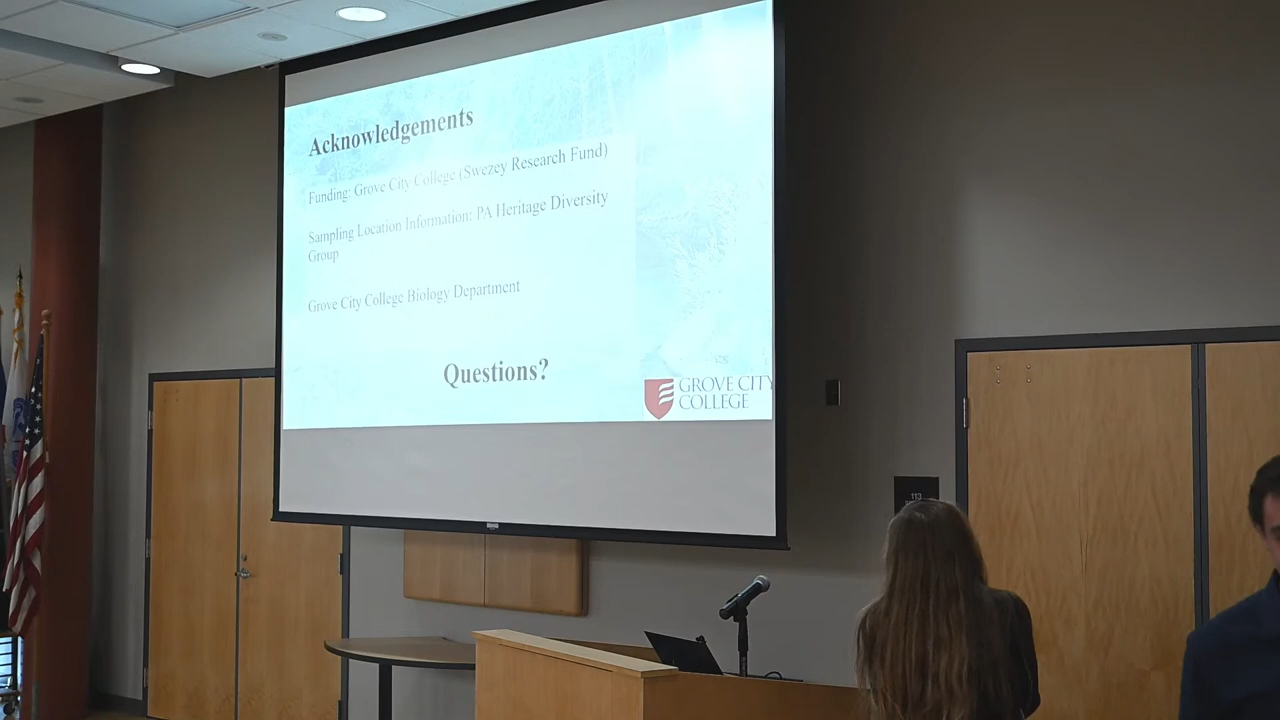 Acknowledgements
Funding: Grove City College (Swezey Research Fund)
Sampling Location Information: PA Heritage Diversity
Group
Grove City College Biology Department
Questions?
GROVE CITY
COLLEGE
113